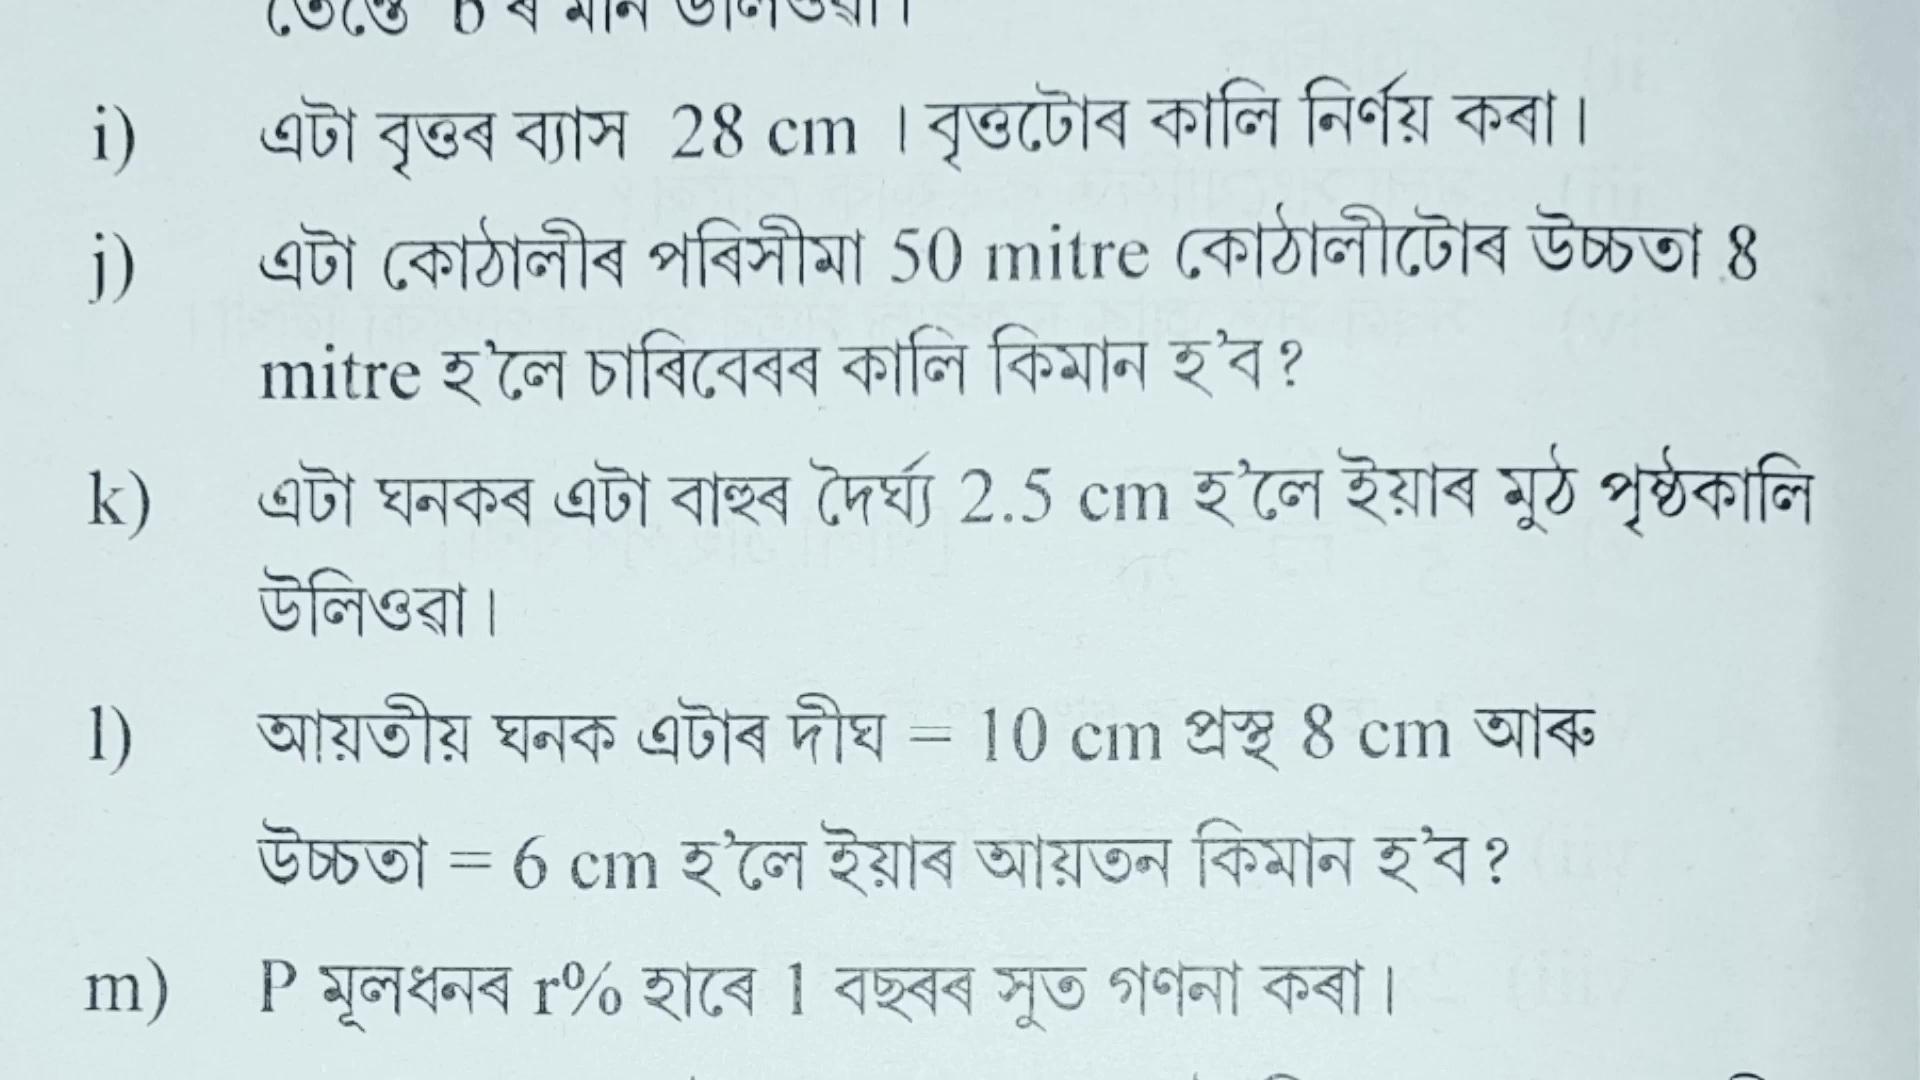 i) এটা বৃত্তৰ ব্যাস 28 cm । বৃত্তটোৰ কালি নিৰ্ণয় কৰা।
j) এটা কোঠালীৰ পৰিসীমা 50 mitre কোঠালীটোৰ উচ্চতা 8
mitre হ'লে চাৰিবেৰৰ কালি কিমান হ'ব?
k) এটা ঘনকৰ এটা বাহুৰ দৈৰ্ঘ্য 2.5 cm হ'লে ইয়াৰ মুঠ পৃষ্ঠকালি
উলিওৱা।
l) আয়তীয় ঘনক এটাৰ দীঘ = 10 cm প্ৰস্থ 8 cm আৰু
উচ্চতা = 6 cm হ'লে ইয়াৰ আয়তন কিমান হ'ব?
m) P মূলধনৰ r% হাৰে 1 বছৰৰ সুত গণনা কৰা।